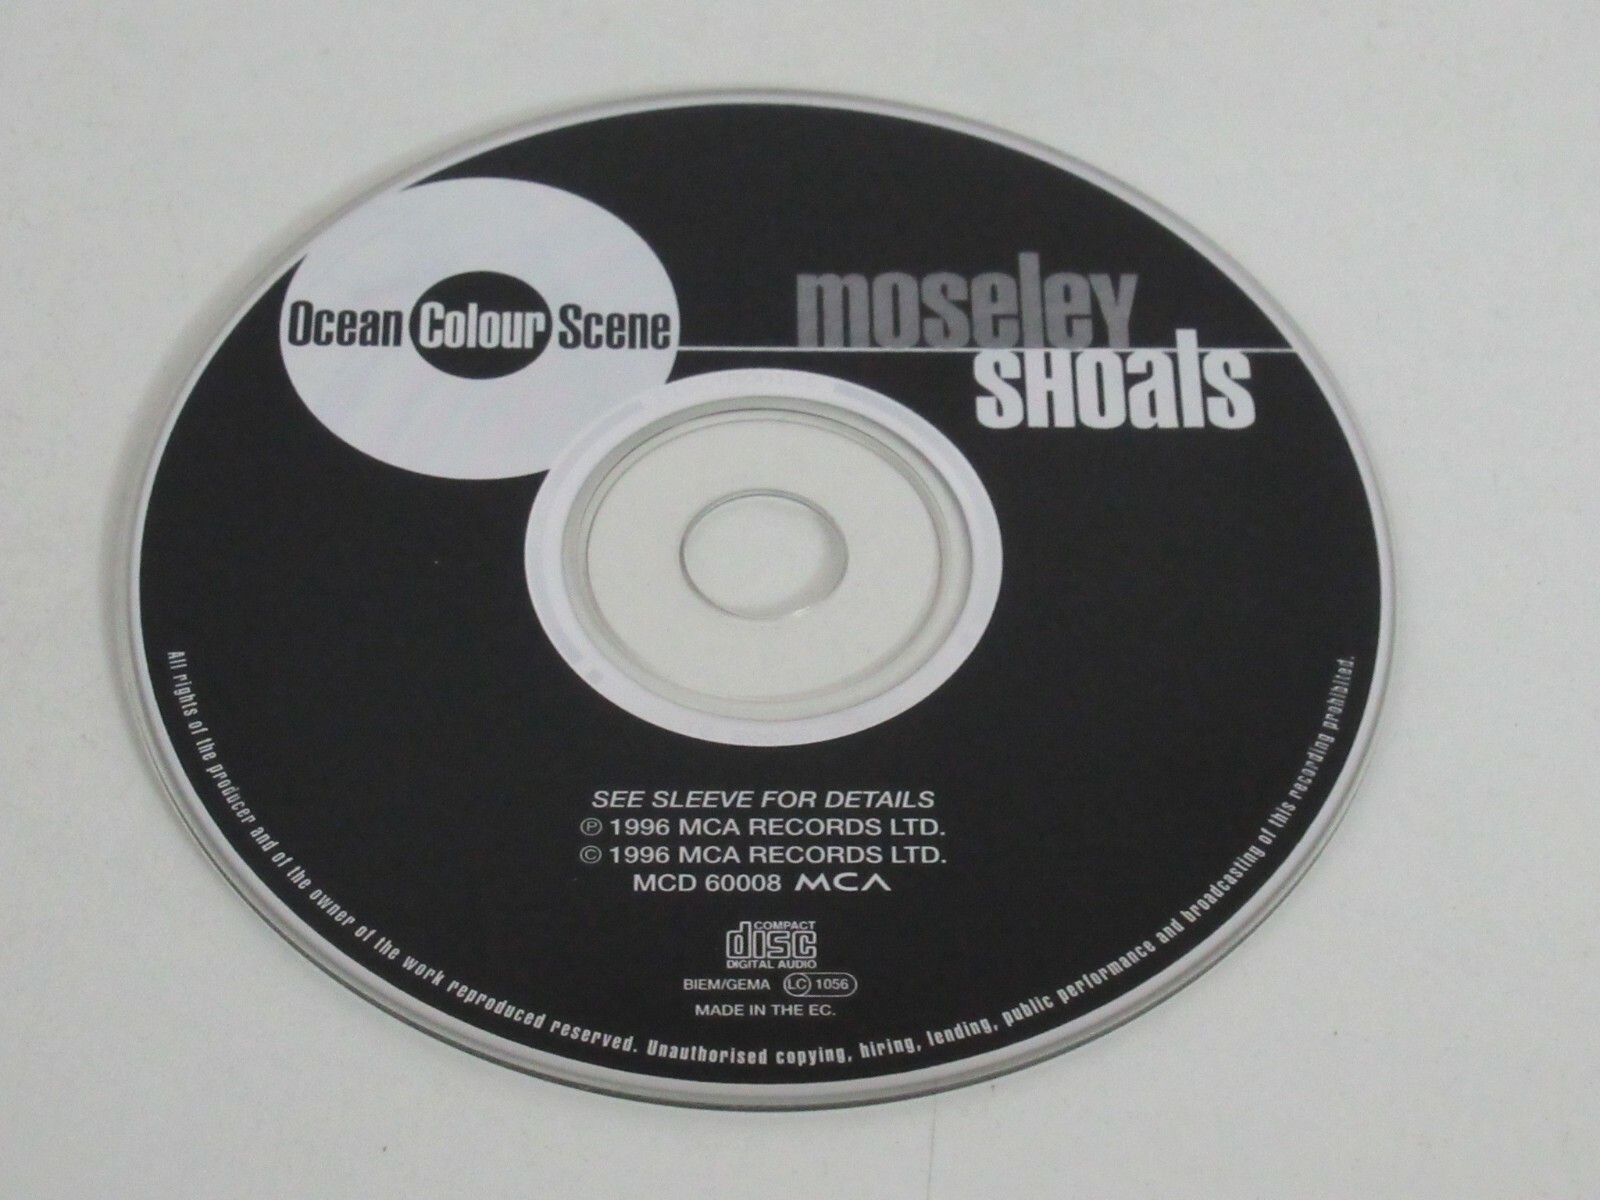 Ocean Colour Scene
moseley
SHOals
SEE SLEEVE FOR DETAILS
℗ 1996 MCA RECORDS LTD.
© 1996 MCA RECORDS LTD.
MCD 60008 MCA
COMPACT
disc
DIGITAL AUDIO
BIEM/GEMA LC 1056
MADE IN THE EC.
All rights of the producer and of the owner of the work reproduced reserved. Unauthorised copying, hiring, lending, public performance and broadcasting of this recording prohibited.